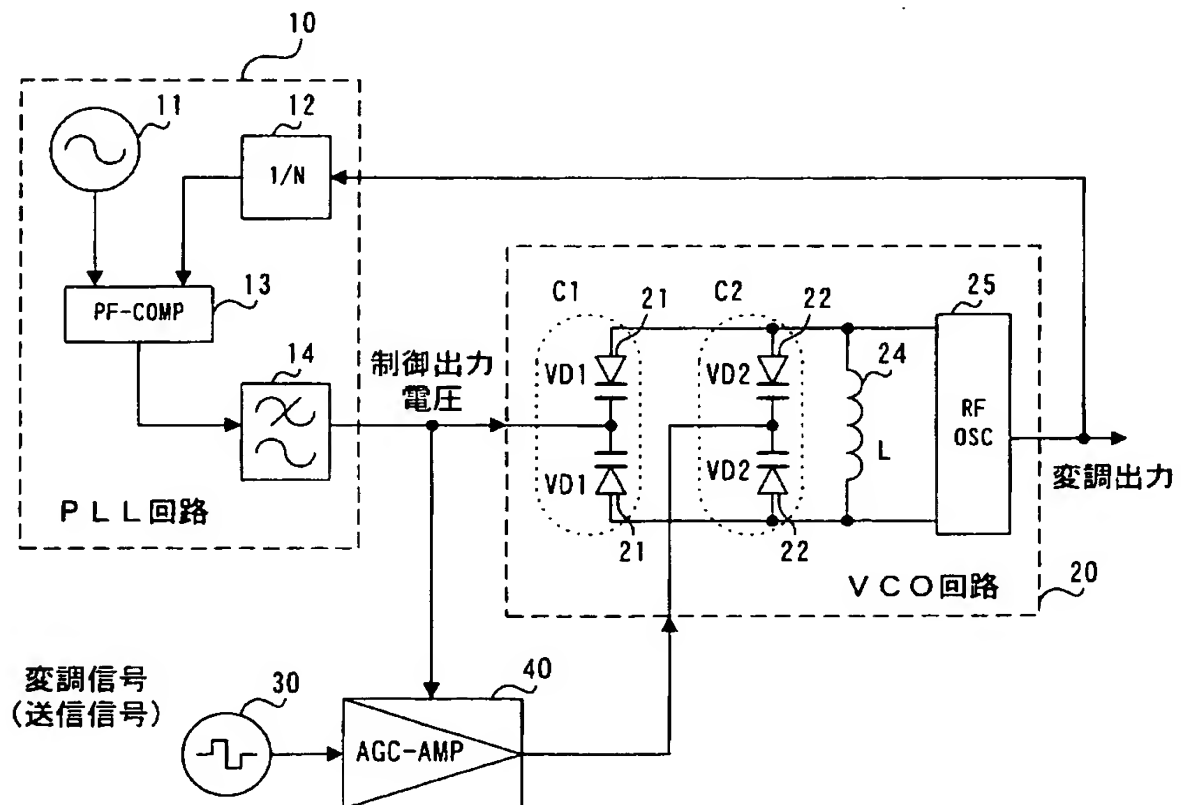 10
11
12
1/N
13
PF-COMP
14
制御出力
電圧
PLL回路
C1
21
C2
22
25
VD1
VD2
24
RF
OSC
L
VD1
VD2
21
22
変調出力
VCO回路
20
変調信号
(送信信号)
30
40
AGC-AMP